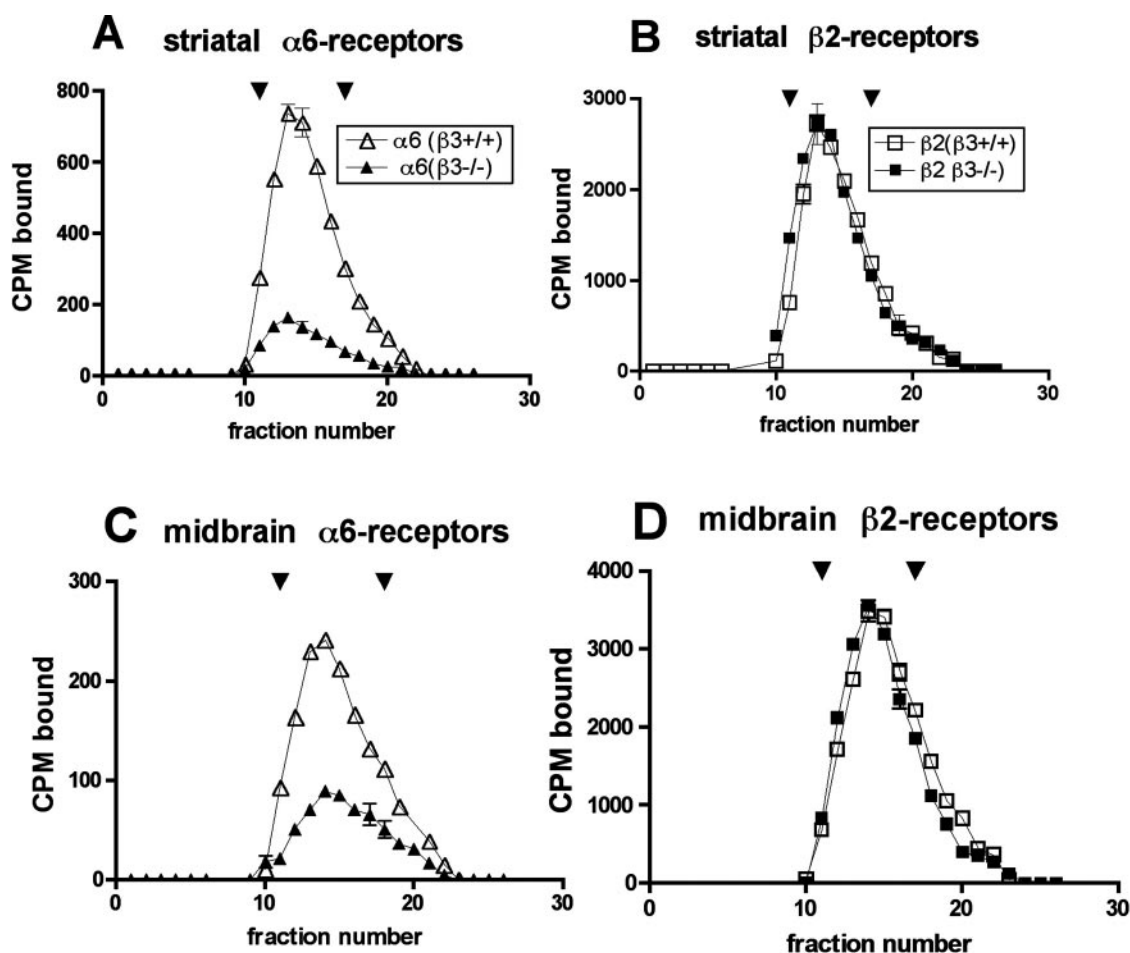 A striatal α6-receptors
800
600
400
200
0
0 10 20 30
CPM bound
fraction number
α6 (β3+/+)
α6(β3-/-)
B striatal β2-receptors
3000
2000
1000
0
0 10 20 30
CPM bound
fraction number
β2(β3+/+)
β2 β3-/-)
C midbrain α6-receptors
300
200
100
0
0 10 20 30
CPM bound
fraction number
D midbrain β2-receptors
4000
3000
2000
1000
0
0 10 20 30
CPM bound
fraction number